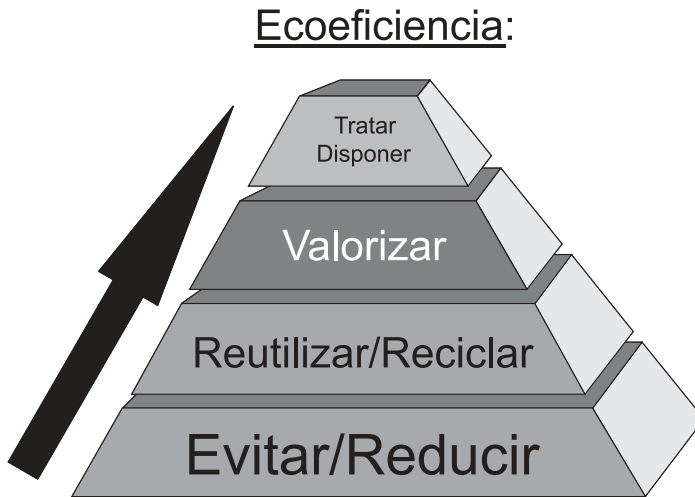 Ecoeficiencia:
Tratar
Disponer
Valorizar
Reutilizar/Reciclar
Evitar/Reducir